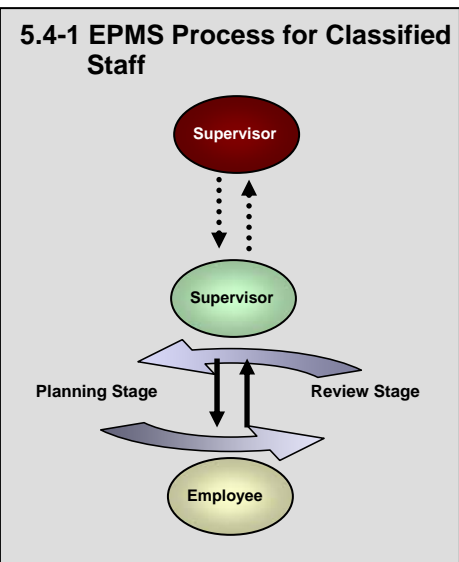 5.4-1 EPMS Process for Classified
Staff
Supervisor
Supervisor
Planning Stage
Review Stage
Employee